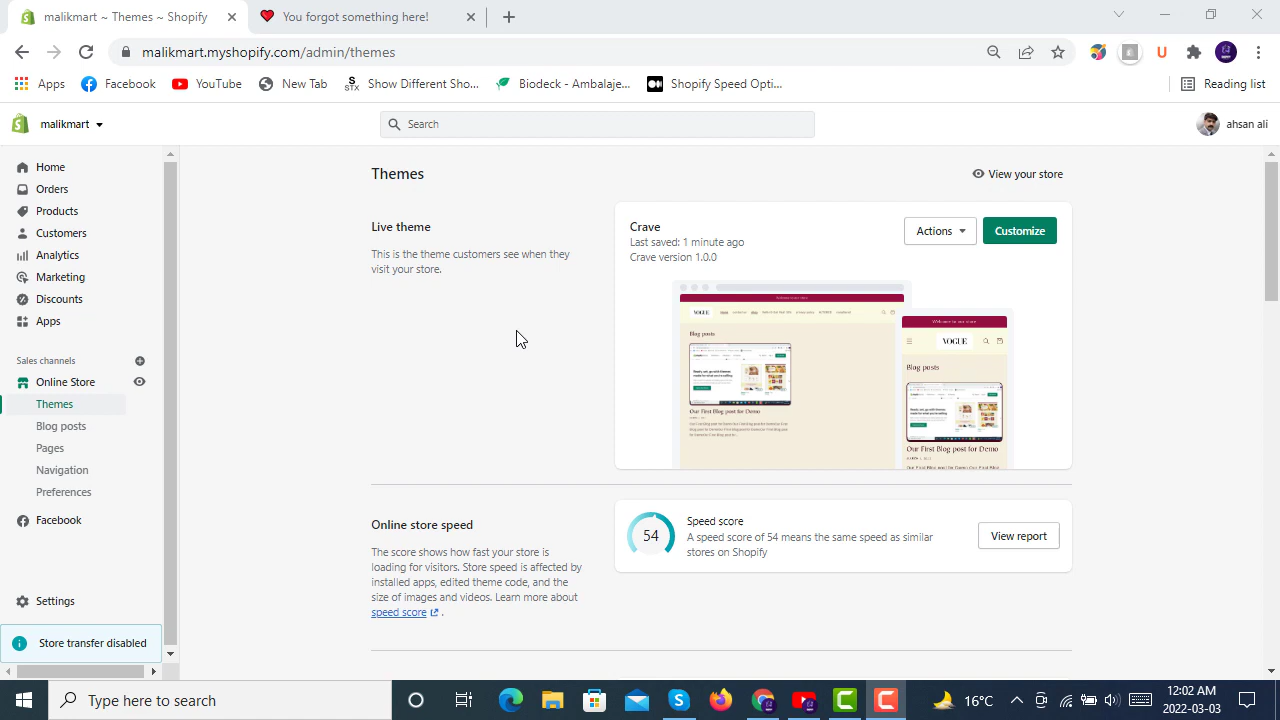 malikmart ~ Themes ~ Shopify
You forgot something here!
malikmart.myshopify.com/admin/themes
Apps
Facebook
YouTube
New Tab
STX
Show Different Sho...
Biodeck - Ambalaje...
Shopify Speed Opti...
Reading list
malikmart
Search
ahsan ali
Home
Orders
Products
Customers
Analytics
Marketing
Discounts
Apps
Sales channels
Online Store
Themes
Blog posts
Pages
Navigation
Preferences
Facebook
Settings
Store transfer disabled
Themes
View your store
Live theme
This is the theme customers see when they
visit your store.
Crave
Last saved: 1 minute ago
Crave version 1.0.0
Actions
Customize
Welcome to our store
VOGUE
Blog posts
Our First Blog post for Demo
Welcome to our store
VOGUE
Blog posts
Our First Blog post for Demo
Online store speed
The score shows how fast your store is
loading for visitors. Store speed is affected by
installed apps, edited theme code, and the
size of images and videos. Learn more about
speed score .
54
Speed score
A speed score of 54 means the same speed as similar
stores on Shopify
View report
Type here to search
16°C
12:02 AM
2022-03-03